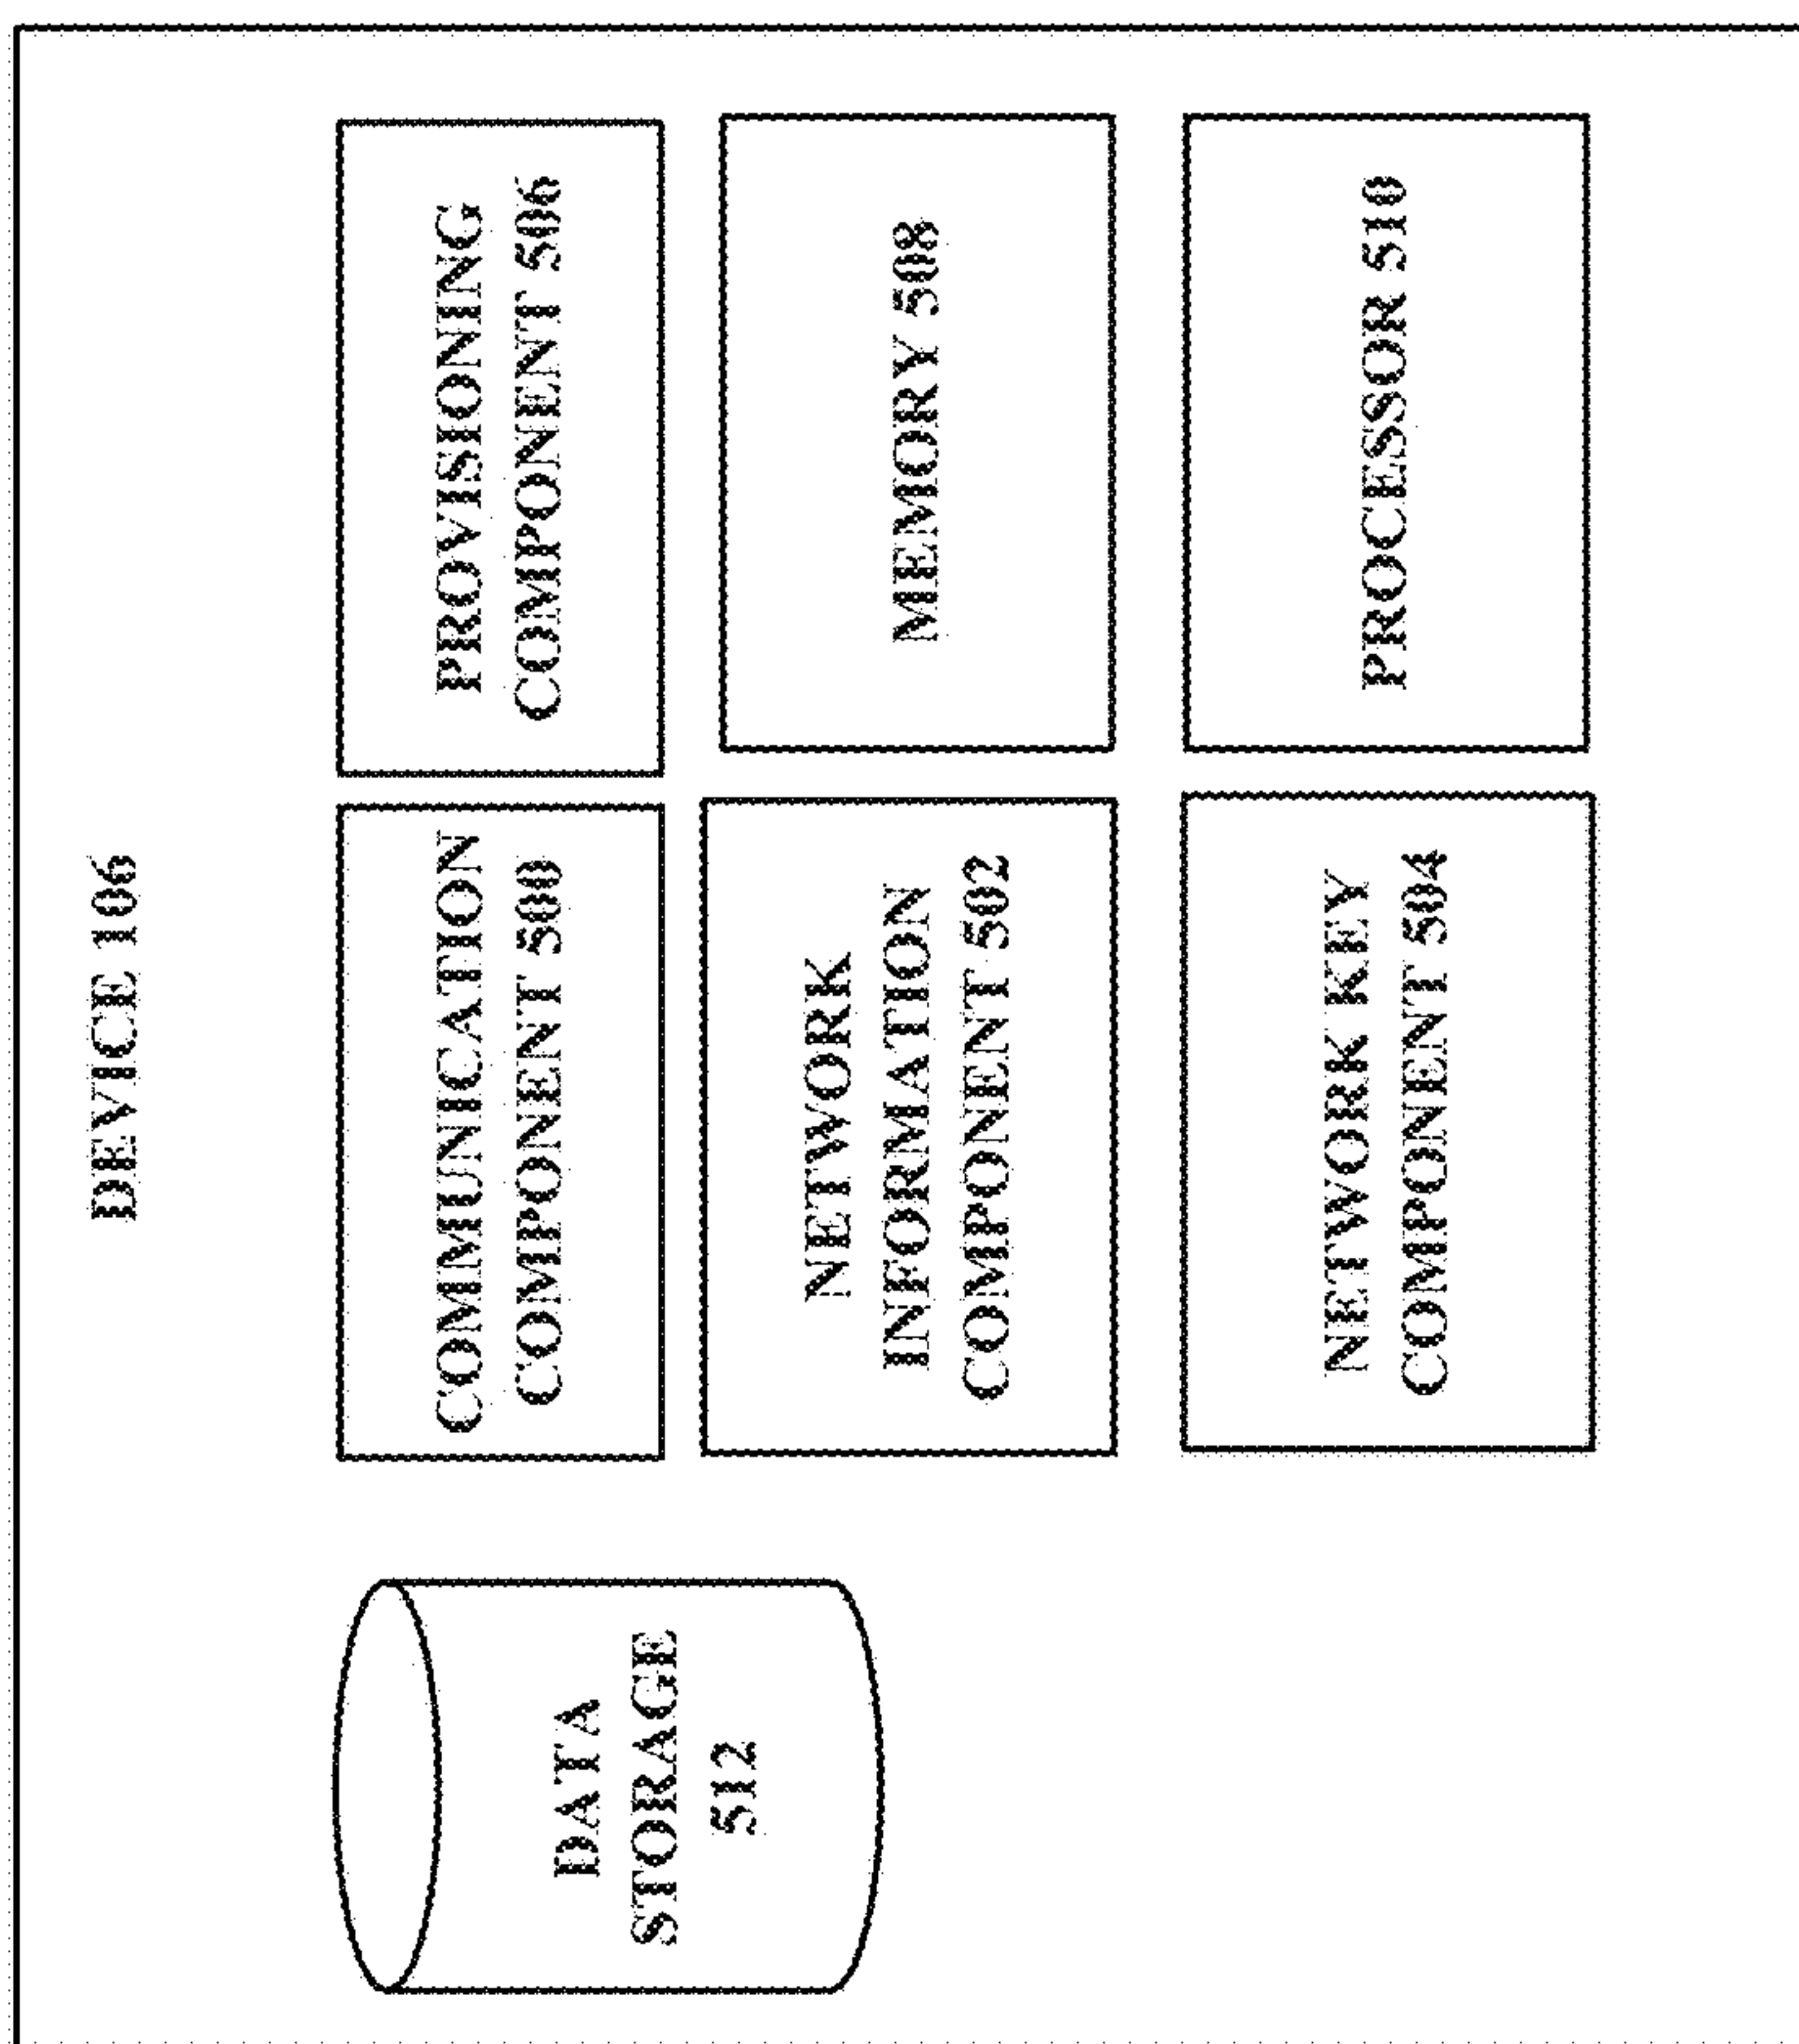 DEVICE 106
DATA
STORAGE
512
COMMUNICATION
COMPONENT 500
NETWORK
INFORMATION
COMPONENT 502
NETWORK KEY
COMPONENT 504
PROVISIONING
COMPONENT 506
MEMORY 508
PROCESSOR 510